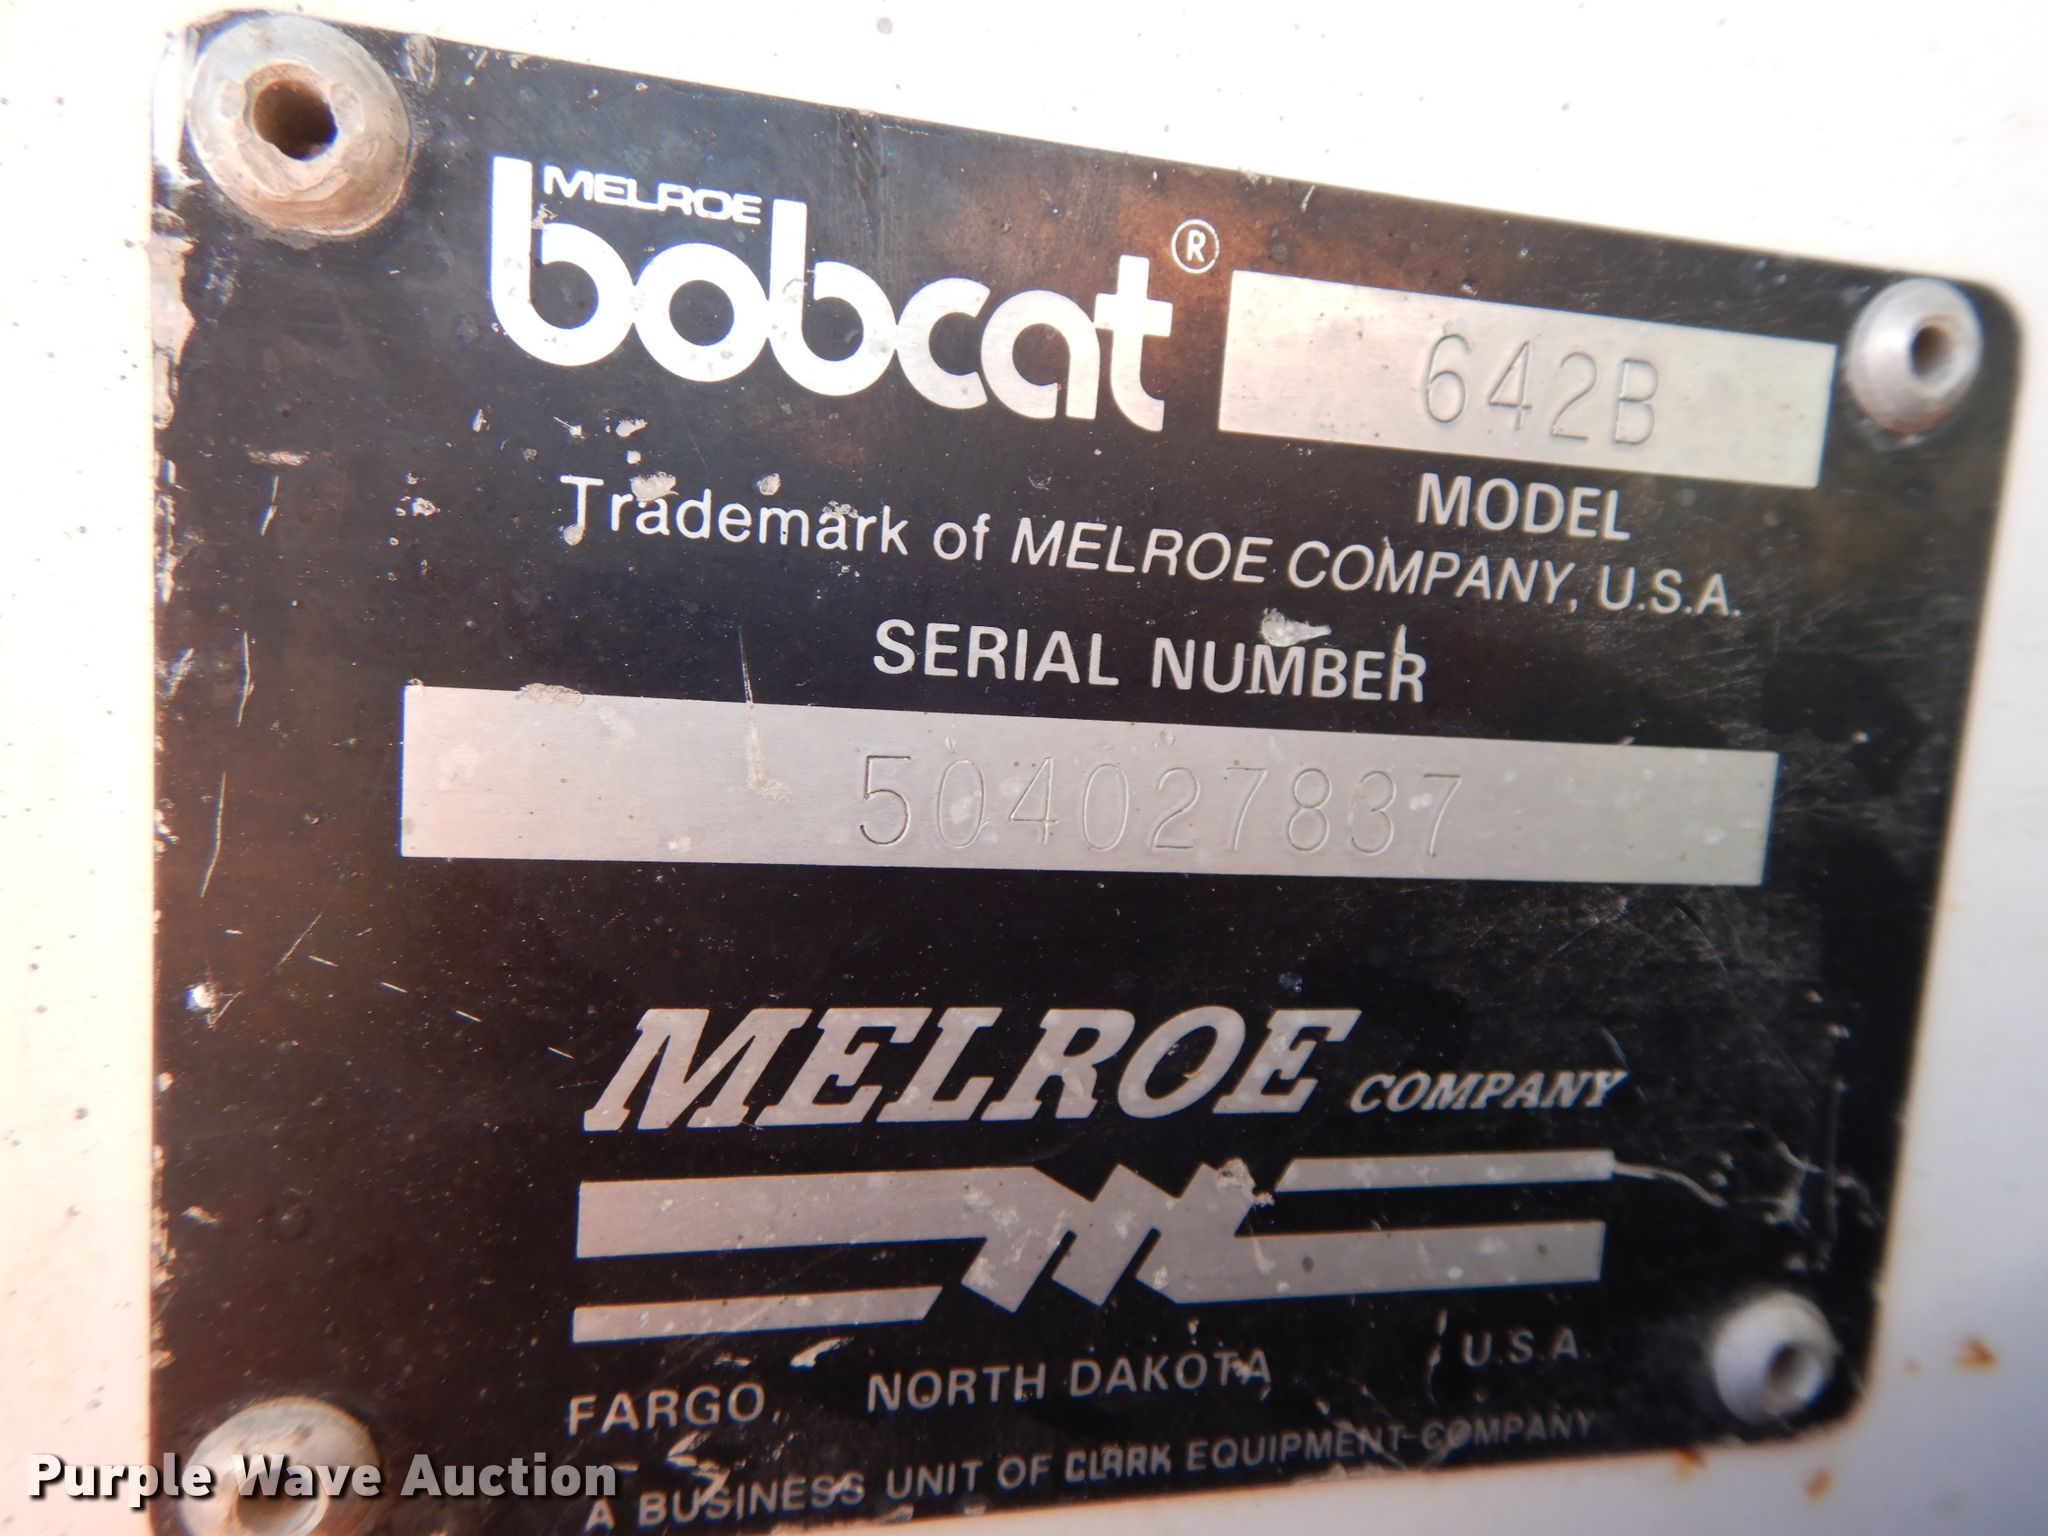 MELROE
bobcat®
642B
MODEL
Trademark of MELROE COMPANY, U.S.A.
SERIAL NUMBER
504027837
MELROE COMPANY
FARGO, NORTH DAKOTA U.S.A.
A BUSINESS UNIT OF CLARK EQUIPMENT COMPANY
Purple Wave Auction